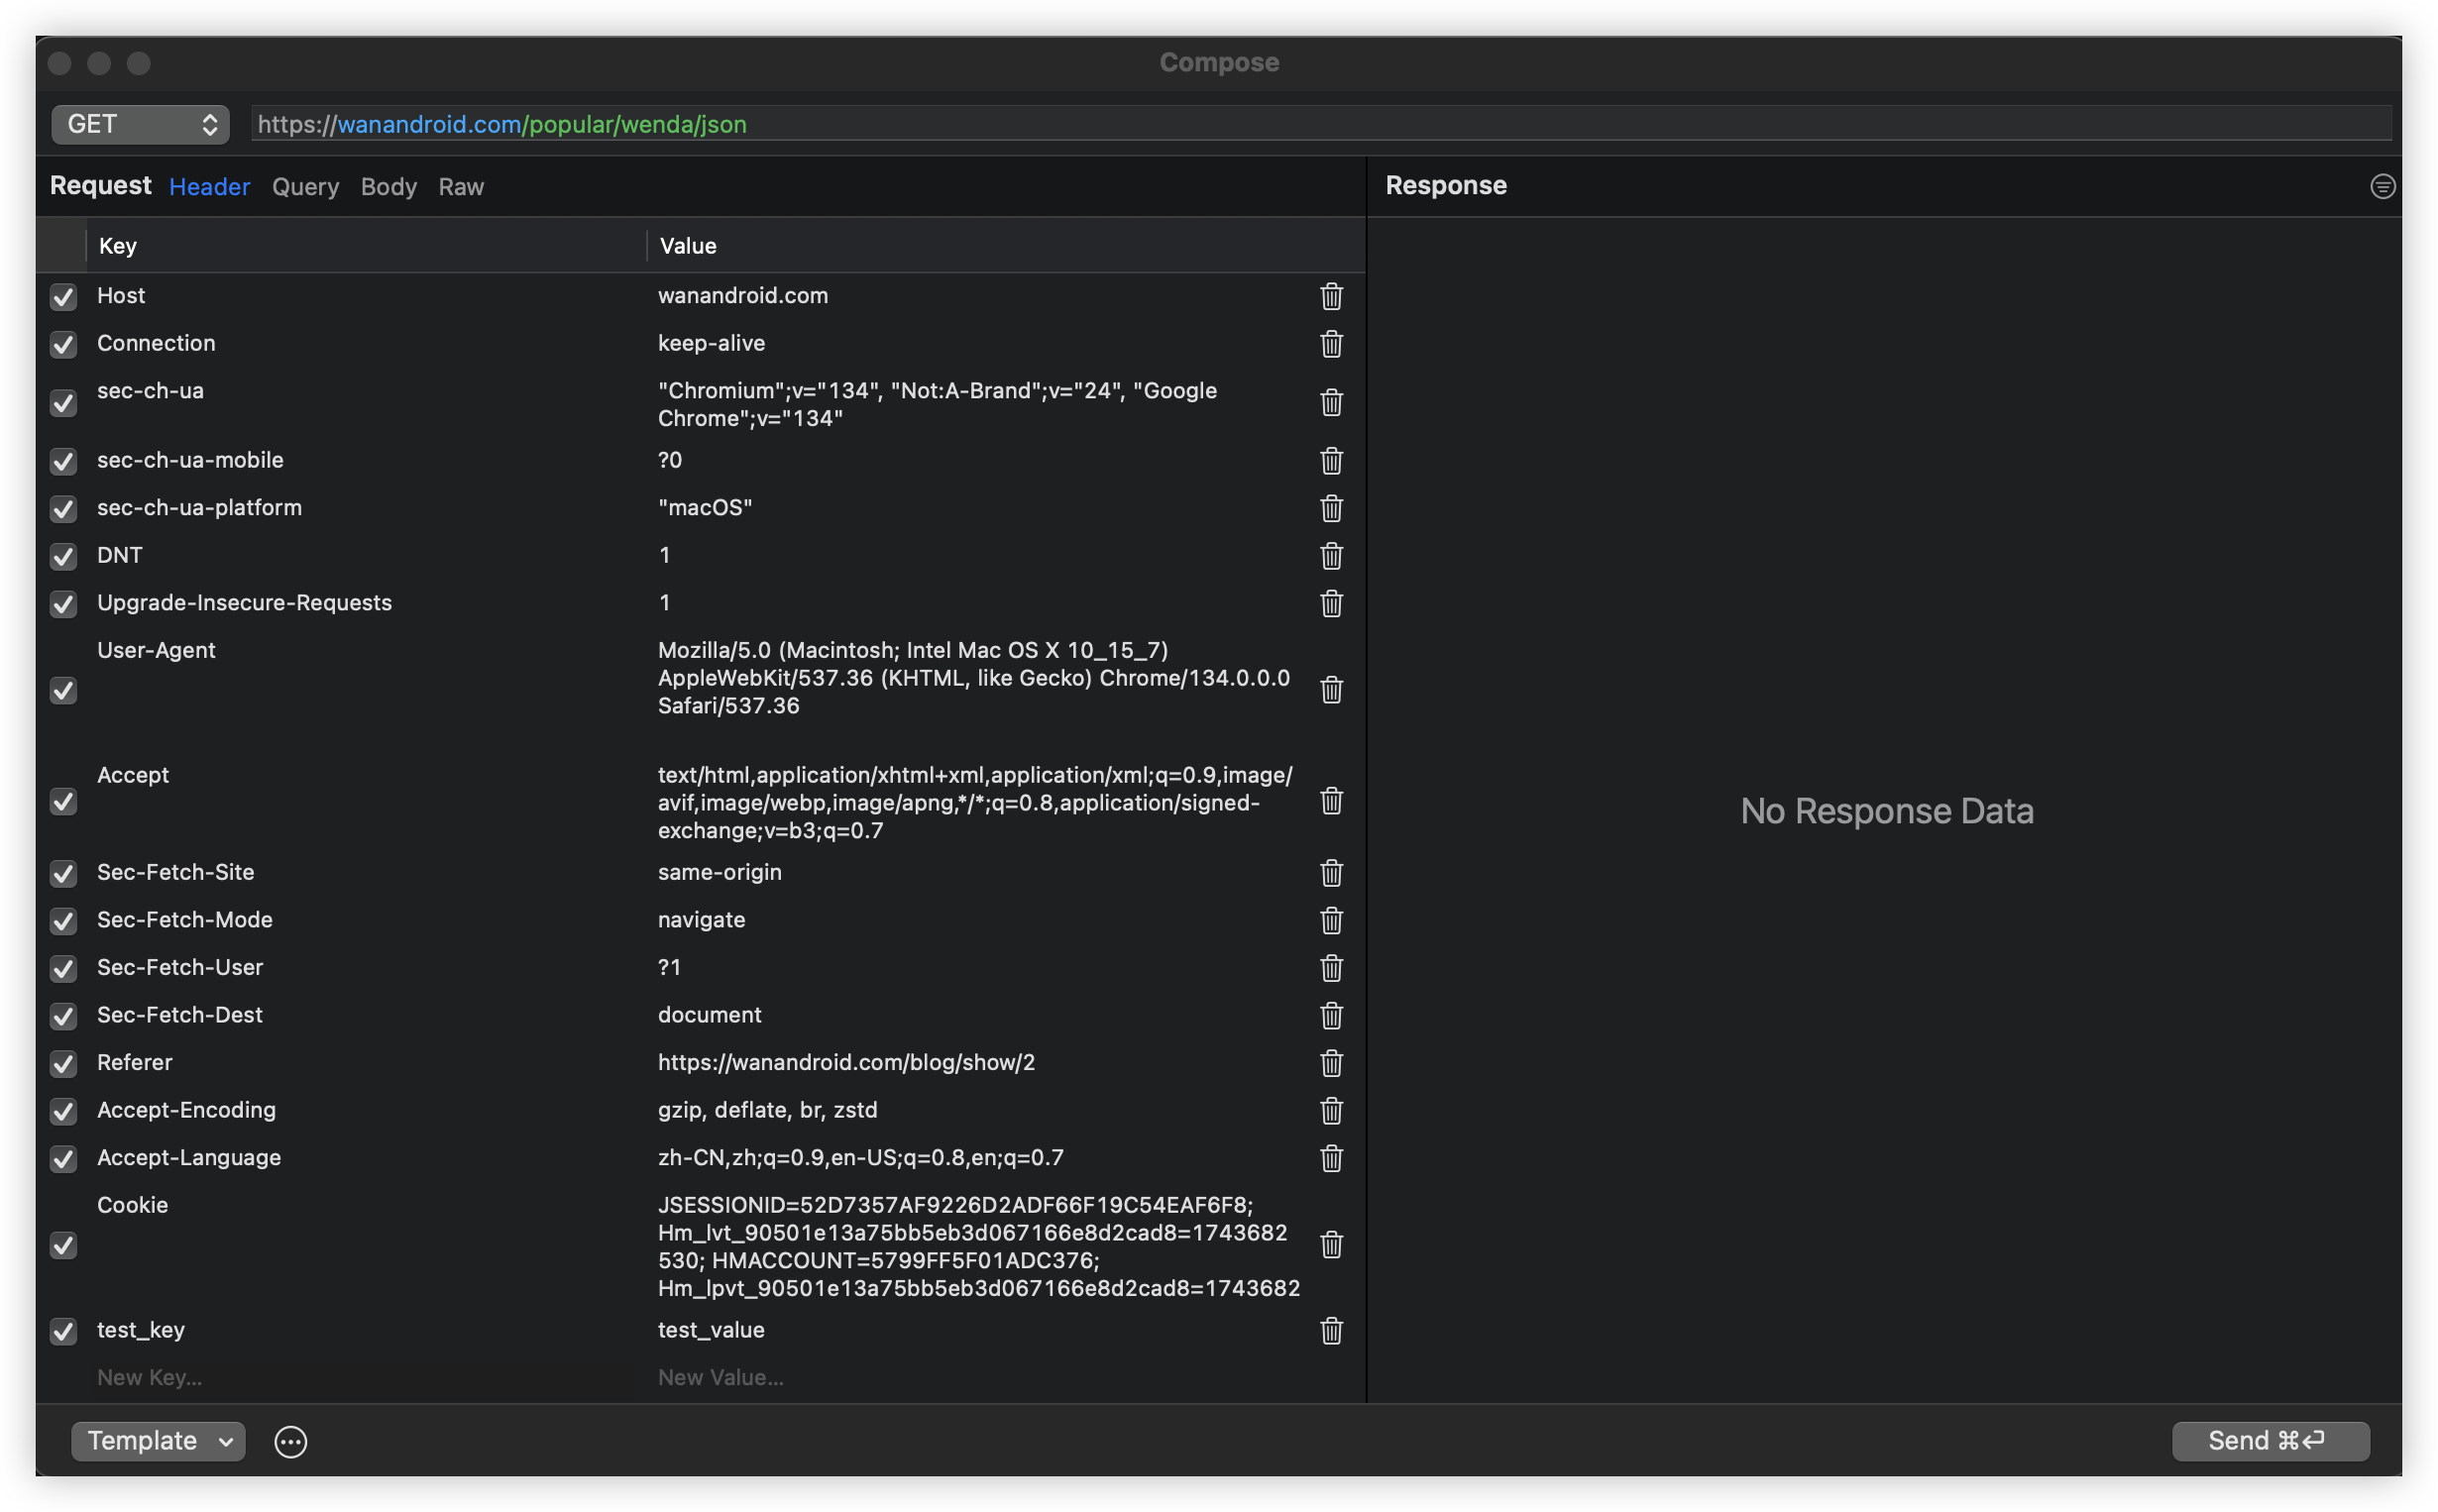 Compose
GET https://wanandroid.com/popular/wenda/json
Request Header Query Body Raw
Response
Key Value
Host wanandroid.com
Connection keep-alive
sec-ch-ua "Chromium";v="134", "Not:A-Brand";v="24", "Google
Chrome";v="134"
sec-ch-ua-mobile ?0
sec-ch-ua-platform "macOS"
DNT 1
Upgrade-Insecure-Requests 1
User-Agent Mozilla/5.0 (Macintosh; Intel Mac OS X 10_15_7)
AppleWebKit/537.36 (KHTML, like Gecko) Chrome/134.0.0.0
Safari/537.36
Accept text/html,application/xhtml+xml,application/xml;q=0.9,image/
avif,image/webp,image/apng,*/*;q=0.8,application/signed-
exchange;v=b3;q=0.7
Sec-Fetch-Site same-origin
Sec-Fetch-Mode navigate
Sec-Fetch-User ?1
Sec-Fetch-Dest document
Referer https://wanandroid.com/blog/show/2
Accept-Encoding gzip, deflate, br, zstd
Accept-Language zh-CN,zh;q=0.9,en-US;q=0.8,en;q=0.7
Cookie JSESSIONID=52D7357AF9226D2ADF66F19C54EAF6F8;
Hm_lvt_90501e13a75bb5eb3d067166e8d2cad8=1743682
530; HMACCOUNT=5799FF5F01ADC376;
Hm_lpvt_90501e13a75bb5eb3d067166e8d2cad8=1743682
test_key test_value
New Key... New Value...
No Response Data
Template
Send ⌘↩